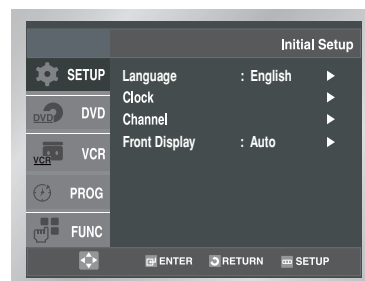 Initial Setup
SETUP
Language : English ►
Clock ►
Channel ►
Front Display : Auto ►
DVD DVD
VCR VCR
PROG
FUNC
ENTER RETURN SETUP